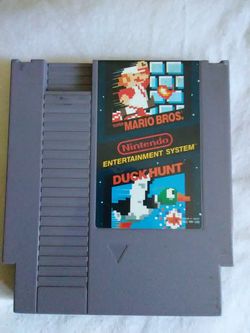 SUPER MARIO BROS.
Nintendo
ENTERTAINMENT SYSTEM
DUCK HUNT